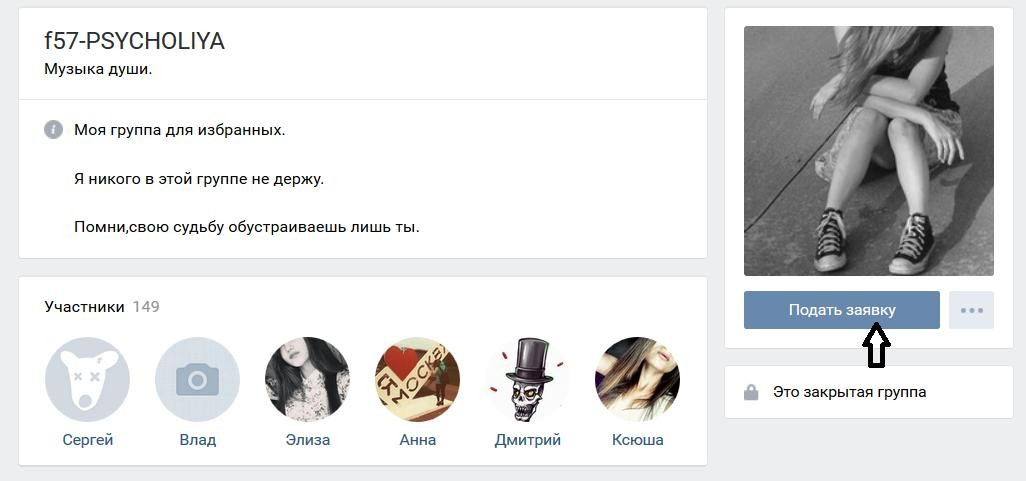 f57-PSYCHOLIYA
Музыка души.
Моя группа для избранных.
Я никого в этой группе не держу.
Помни,свою судьбу обустраиваешь лишь ты.
Участники 149
МОСКВЕ
Сергей
Влад
Элиза
Анна
Дмитрий
Ксюша
Подать заявку
Это закрытая группа